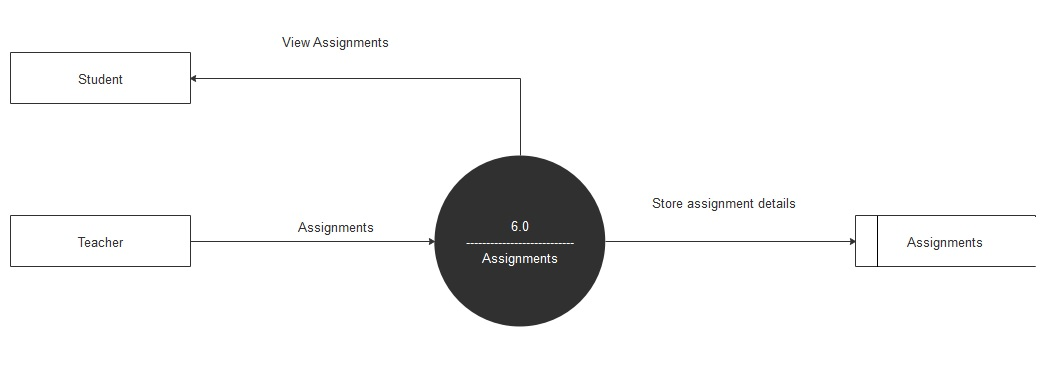 View Assignments
Student
Store assignment details
Assignments
6.0
Teacher
Assignments
Assignments